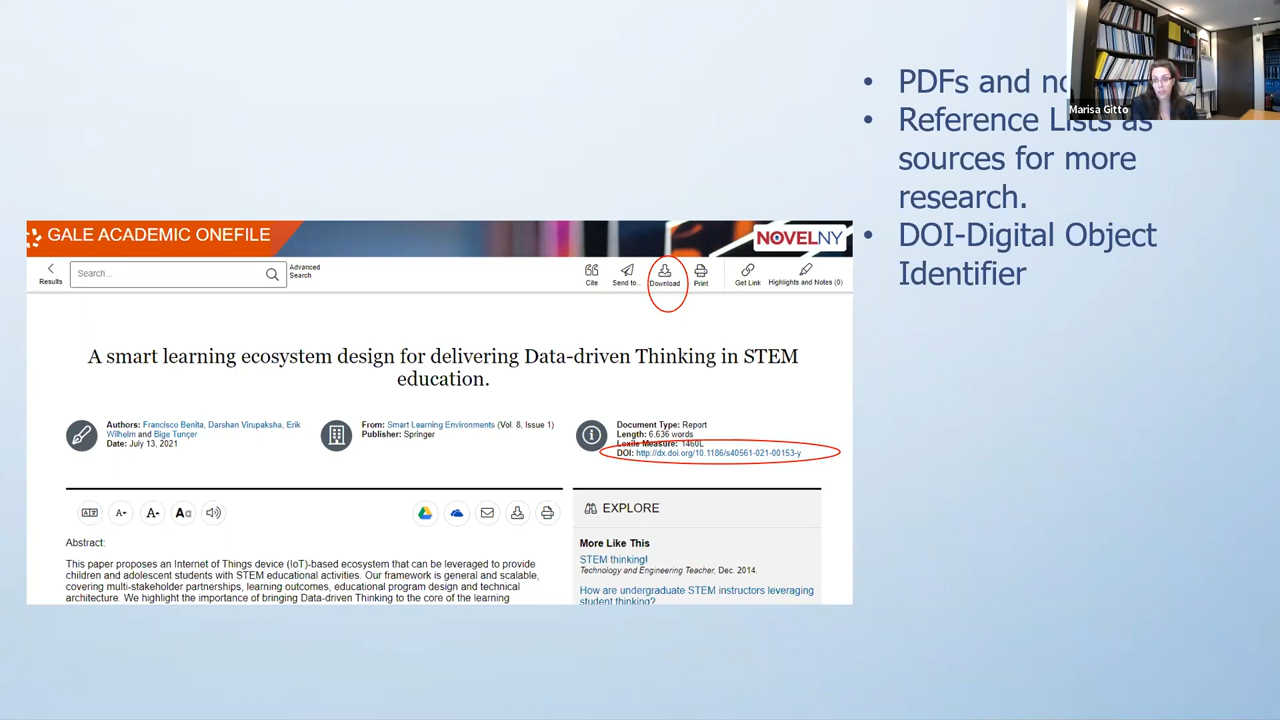 • PDFs and
Marisa Gitto
• Reference Lists as
sources for more
research.
• DOI-Digital Object
Identifier
GALE ACADEMIC ONEFILE
NOVELNY
Results
Search ...
Advanced
Search
Cite
Send to...
Download
Print
Get Link
Highlights and Notes (0)
A smart learning ecosystem design for delivering Data-driven Thinking in STEM
education.
Authors: Francisco Benita, Darshan Virupaksha, Erik
Wilhelm and Bige Tunçer
Date: July 13, 2021
From: Smart Learning Environments (Vol. 8, Issue 1)
Publisher: Springer
Document Type: Report
Length: 6,636 words
Lexile Measure: 1460L
DOI: http://dx.doi.org/10.1186/s40561-021-00153-y
A
A
Aa
EXPLORE
Abstract:
This paper proposes an Internet of Things device (IoT)-based ecosystem that can be leveraged to provide
children and adolescent students with STEM educational activities. Our framework is general and scalable,
covering multi-stakeholder partnerships, learning outcomes, educational program design and technical
architecture. We highlight the importance of bringing Data-driven Thinking to the core of the learning
More Like This
STEM thinking!
Technology and Engineering Teacher, Dec. 2014.
How are undergraduate STEM instructors leveraging
student thinking?